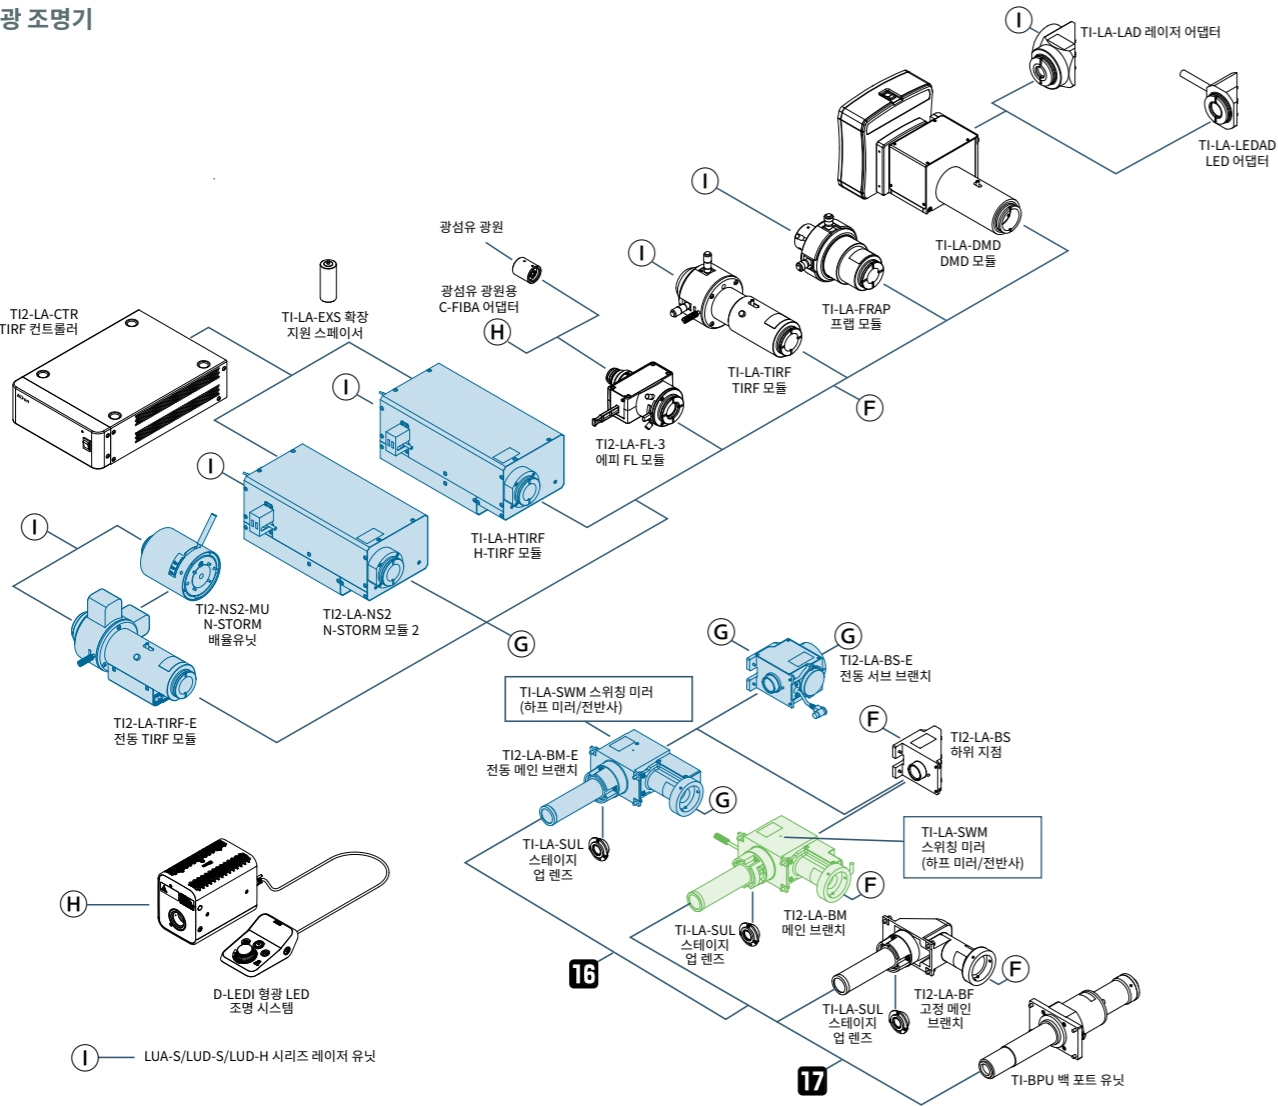 광 조명기
I
TI-LA-LAD 레이저 어댑터
TI-LA-LEDAD
LED 어댑터
I
TI-LA-DMD
DMD 모듈
광섬유 광원
I
광섬유 광원용
C-FIBA 어댑터
H
TI-LA-FRAP
프랩 모듈
TI2-LA-CTR
TIRF 컨트롤러
TI-LA-EXS 확장
지원 스페이서
TI-LA-TIRF
TIRF 모듈
F
I
TI2-LA-FL-3
에피 FL 모듈
I
TI-LA-HTIRF
H-TIRF 모듈
I
TI2-NS2-MU
N-STORM
배율유닛
TI2-LA-NS2
N-STORM 모듈 2
G
TI2-LA-TIRF-E
전동 TIRF 모듈
G
G
TI2-LA-BS-E
전동 서브 브랜치
TI-LA-SWM 스위칭 미러
(하프 미러/전반사)
F
TI2-LA-BS
하위 지점
TI2-LA-BM-E
전동 메인 브랜치
G
TI-LA-SUL
스테이지
업 렌즈
TI-LA-SWM
스위칭 미러
(하프 미러/전반사)
F
TI2-LA-BM
메인 브랜치
TI-LA-SUL
스테이지
업 렌즈
H
16
F
D-LEDI 형광 LED
조명 시스템
TI-LA-SUL
스테이지
업 렌즈
TI2-LA-BF
고정 메인
브랜치
I
LUA-S/LUD-S/LUD-H 시리즈 레이저 유닛
17
TI-BPU 백 포트 유닛